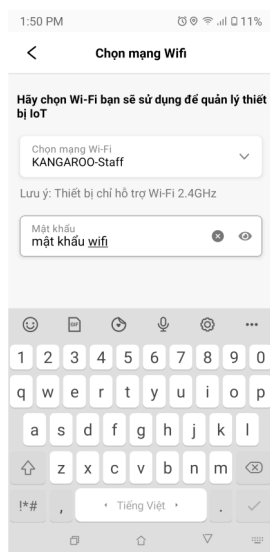 1:50 PM 11%
Chọn mạng Wifi
Hãy chọn Wi-Fi bạn sẽ sử dụng để quản lý thiết
bị IoT
Chọn mạng Wi-Fi
KANGAROO-Staff
Lưu ý: Thiết bị chỉ hỗ trợ Wi-Fi 2.4GHz
Mật khẩu
mật khẩu wifi
GIF
1 2 3 4 5 6 7 8 9 0
q w e r t y u i o p
a s d f g h j k l
z x c v b n m
!*# , Tiếng Việt .